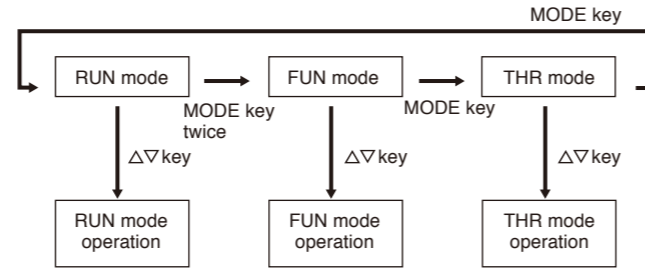 MODE key
RUN mode
FUN mode
THR mode
MODE key
twice
MODE key
△▽ key
△▽ key
△▽ key
RUN mode
operation
FUN mode
operation
THR mode
operation